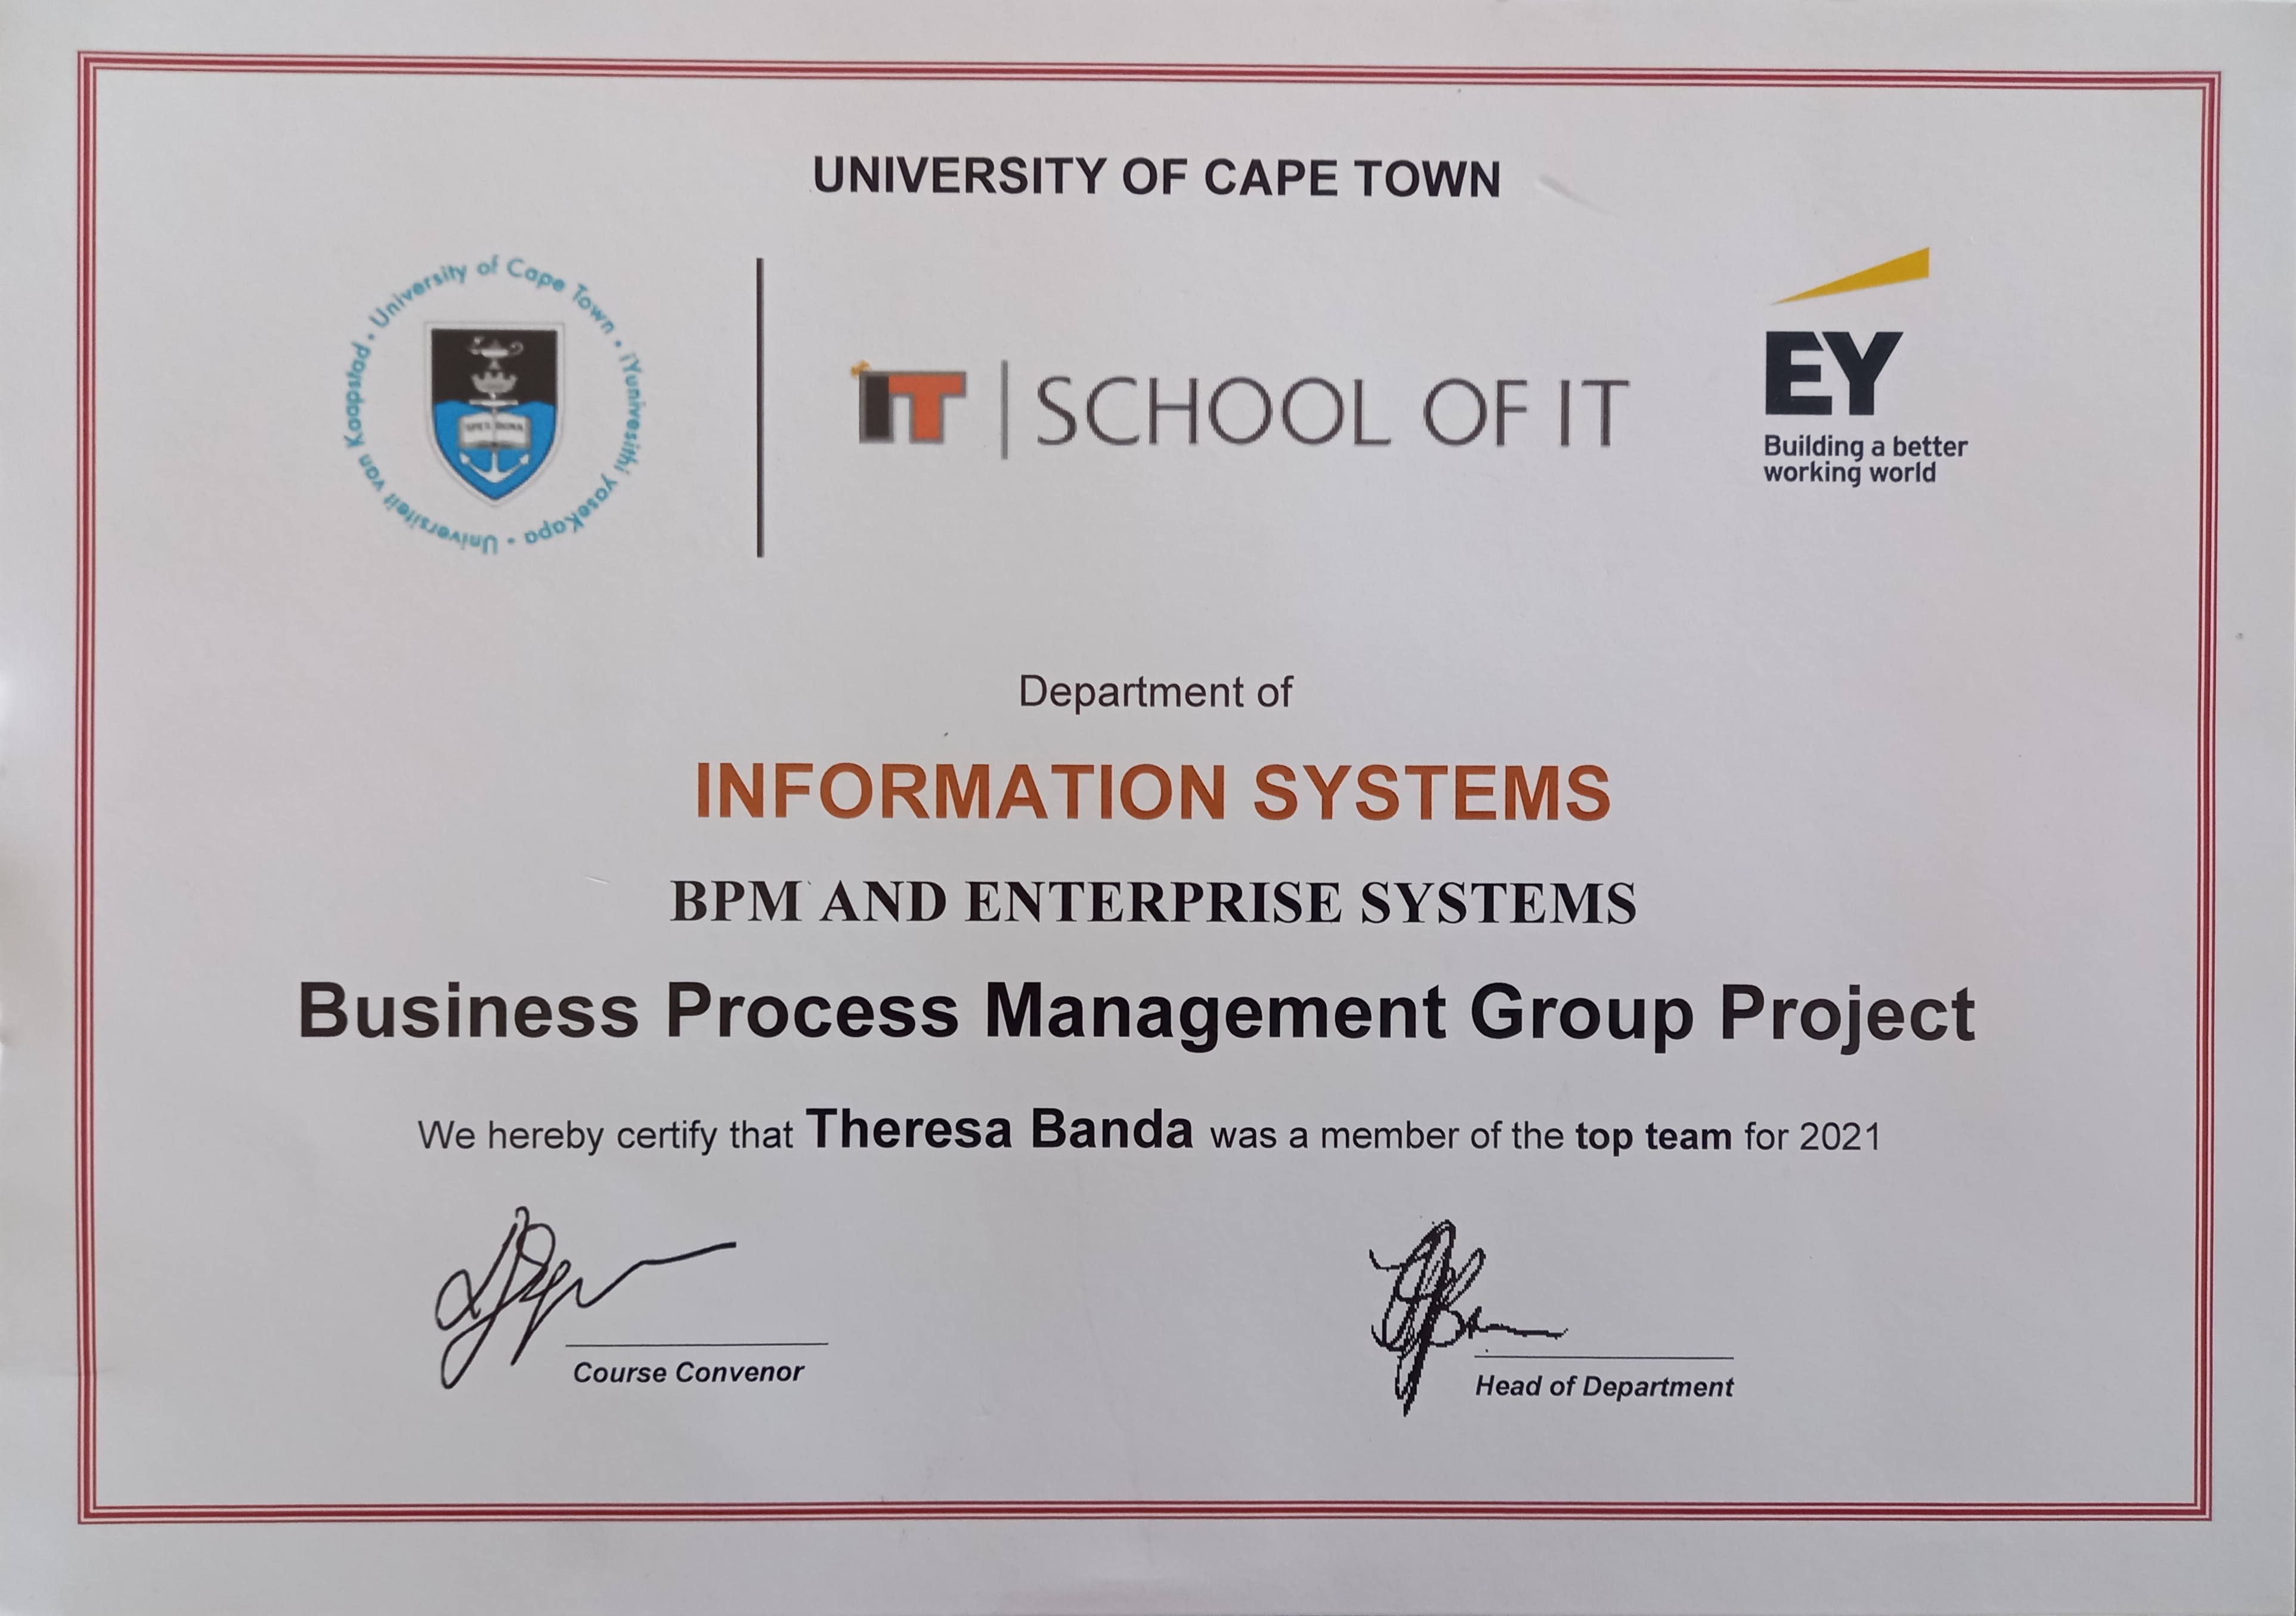 UNIVERSITY OF CAPE TOWN
University of Cape Town • iYunivesithi yaseKapa • Universiteit van Kaapstad •
SPES BONA
IT | SCHOOL OF IT
EY
Building a better
working world
Department of
INFORMATION SYSTEMS
BPM AND ENTERPRISE SYSTEMS
Business Process Management Group Project
We hereby certify that Theresa Banda was a member of the top team for 2021
Course Convenor
Head of Department